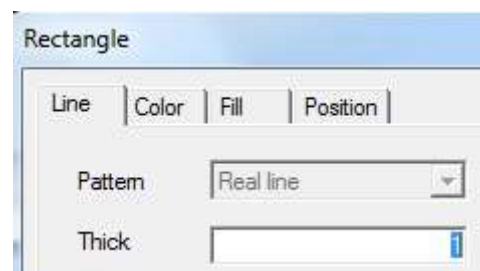 Rectangle
Line Color Fill Position
Pattern Real line
Thick 1